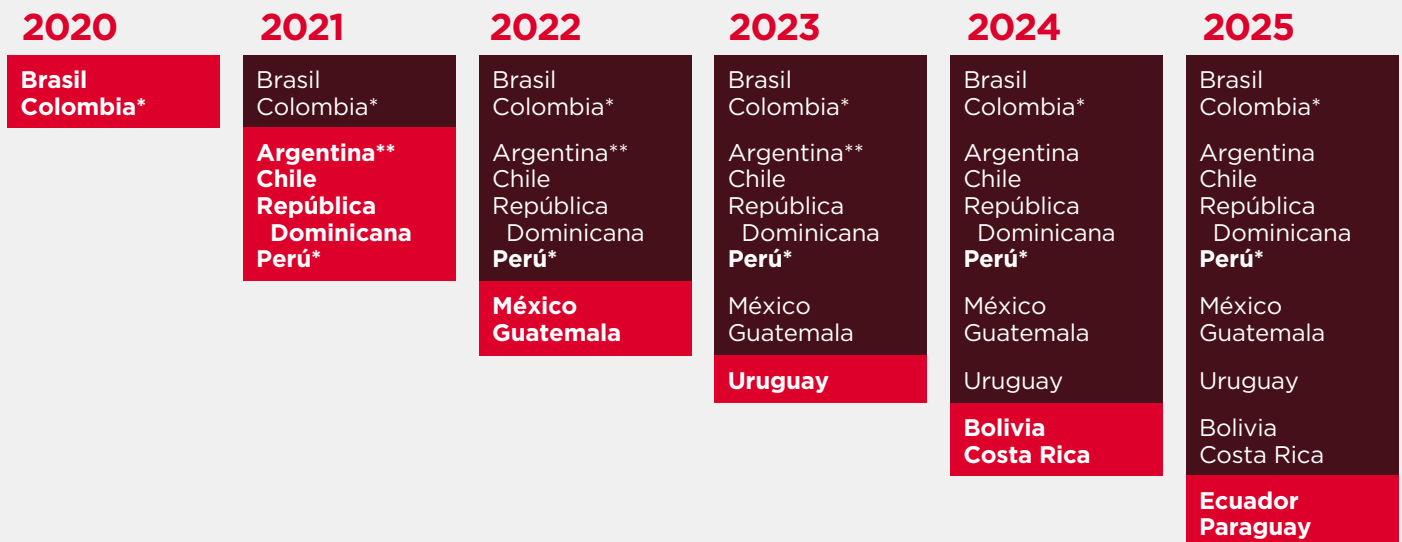 2020
Brasil
Colombia*
2021
Brasil
Colombia*
Argentina**
Chile
República
Dominicana
Perú*
2022
Brasil
Colombia*
Argentina**
Chile
República
Dominicana
Perú*
México
Guatemala
2023
Brasil
Colombia*
Argentina**
Chile
República
Dominicana
Perú*
México
Guatemala
Uruguay
2024
Brasil
Colombia*
Argentina
Chile
República
Dominicana
Perú*
México
Guatemala
Uruguay
Bolivia
Costa Rica
2025
Brasil
Colombia*
Argentina
Chile
República
Dominicana
Perú*
México
Guatemala
Uruguay
Bolivia
Costa Rica
Ecuador
Paraguay